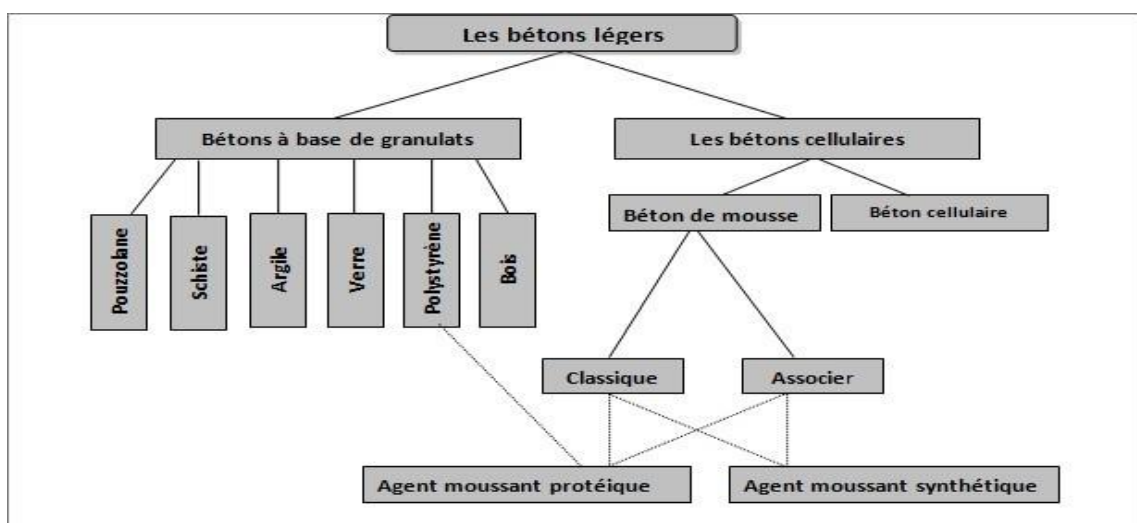 Les bétons légers
Bétons à base de granulats
Les bétons cellulaires
Pouzzolane
Schiste
Argile
Verre
Polystyrène
Bois
Béton de mousse
Béton cellulaire
Classique
Associer
Agent moussant protéique
Agent moussant synthétique